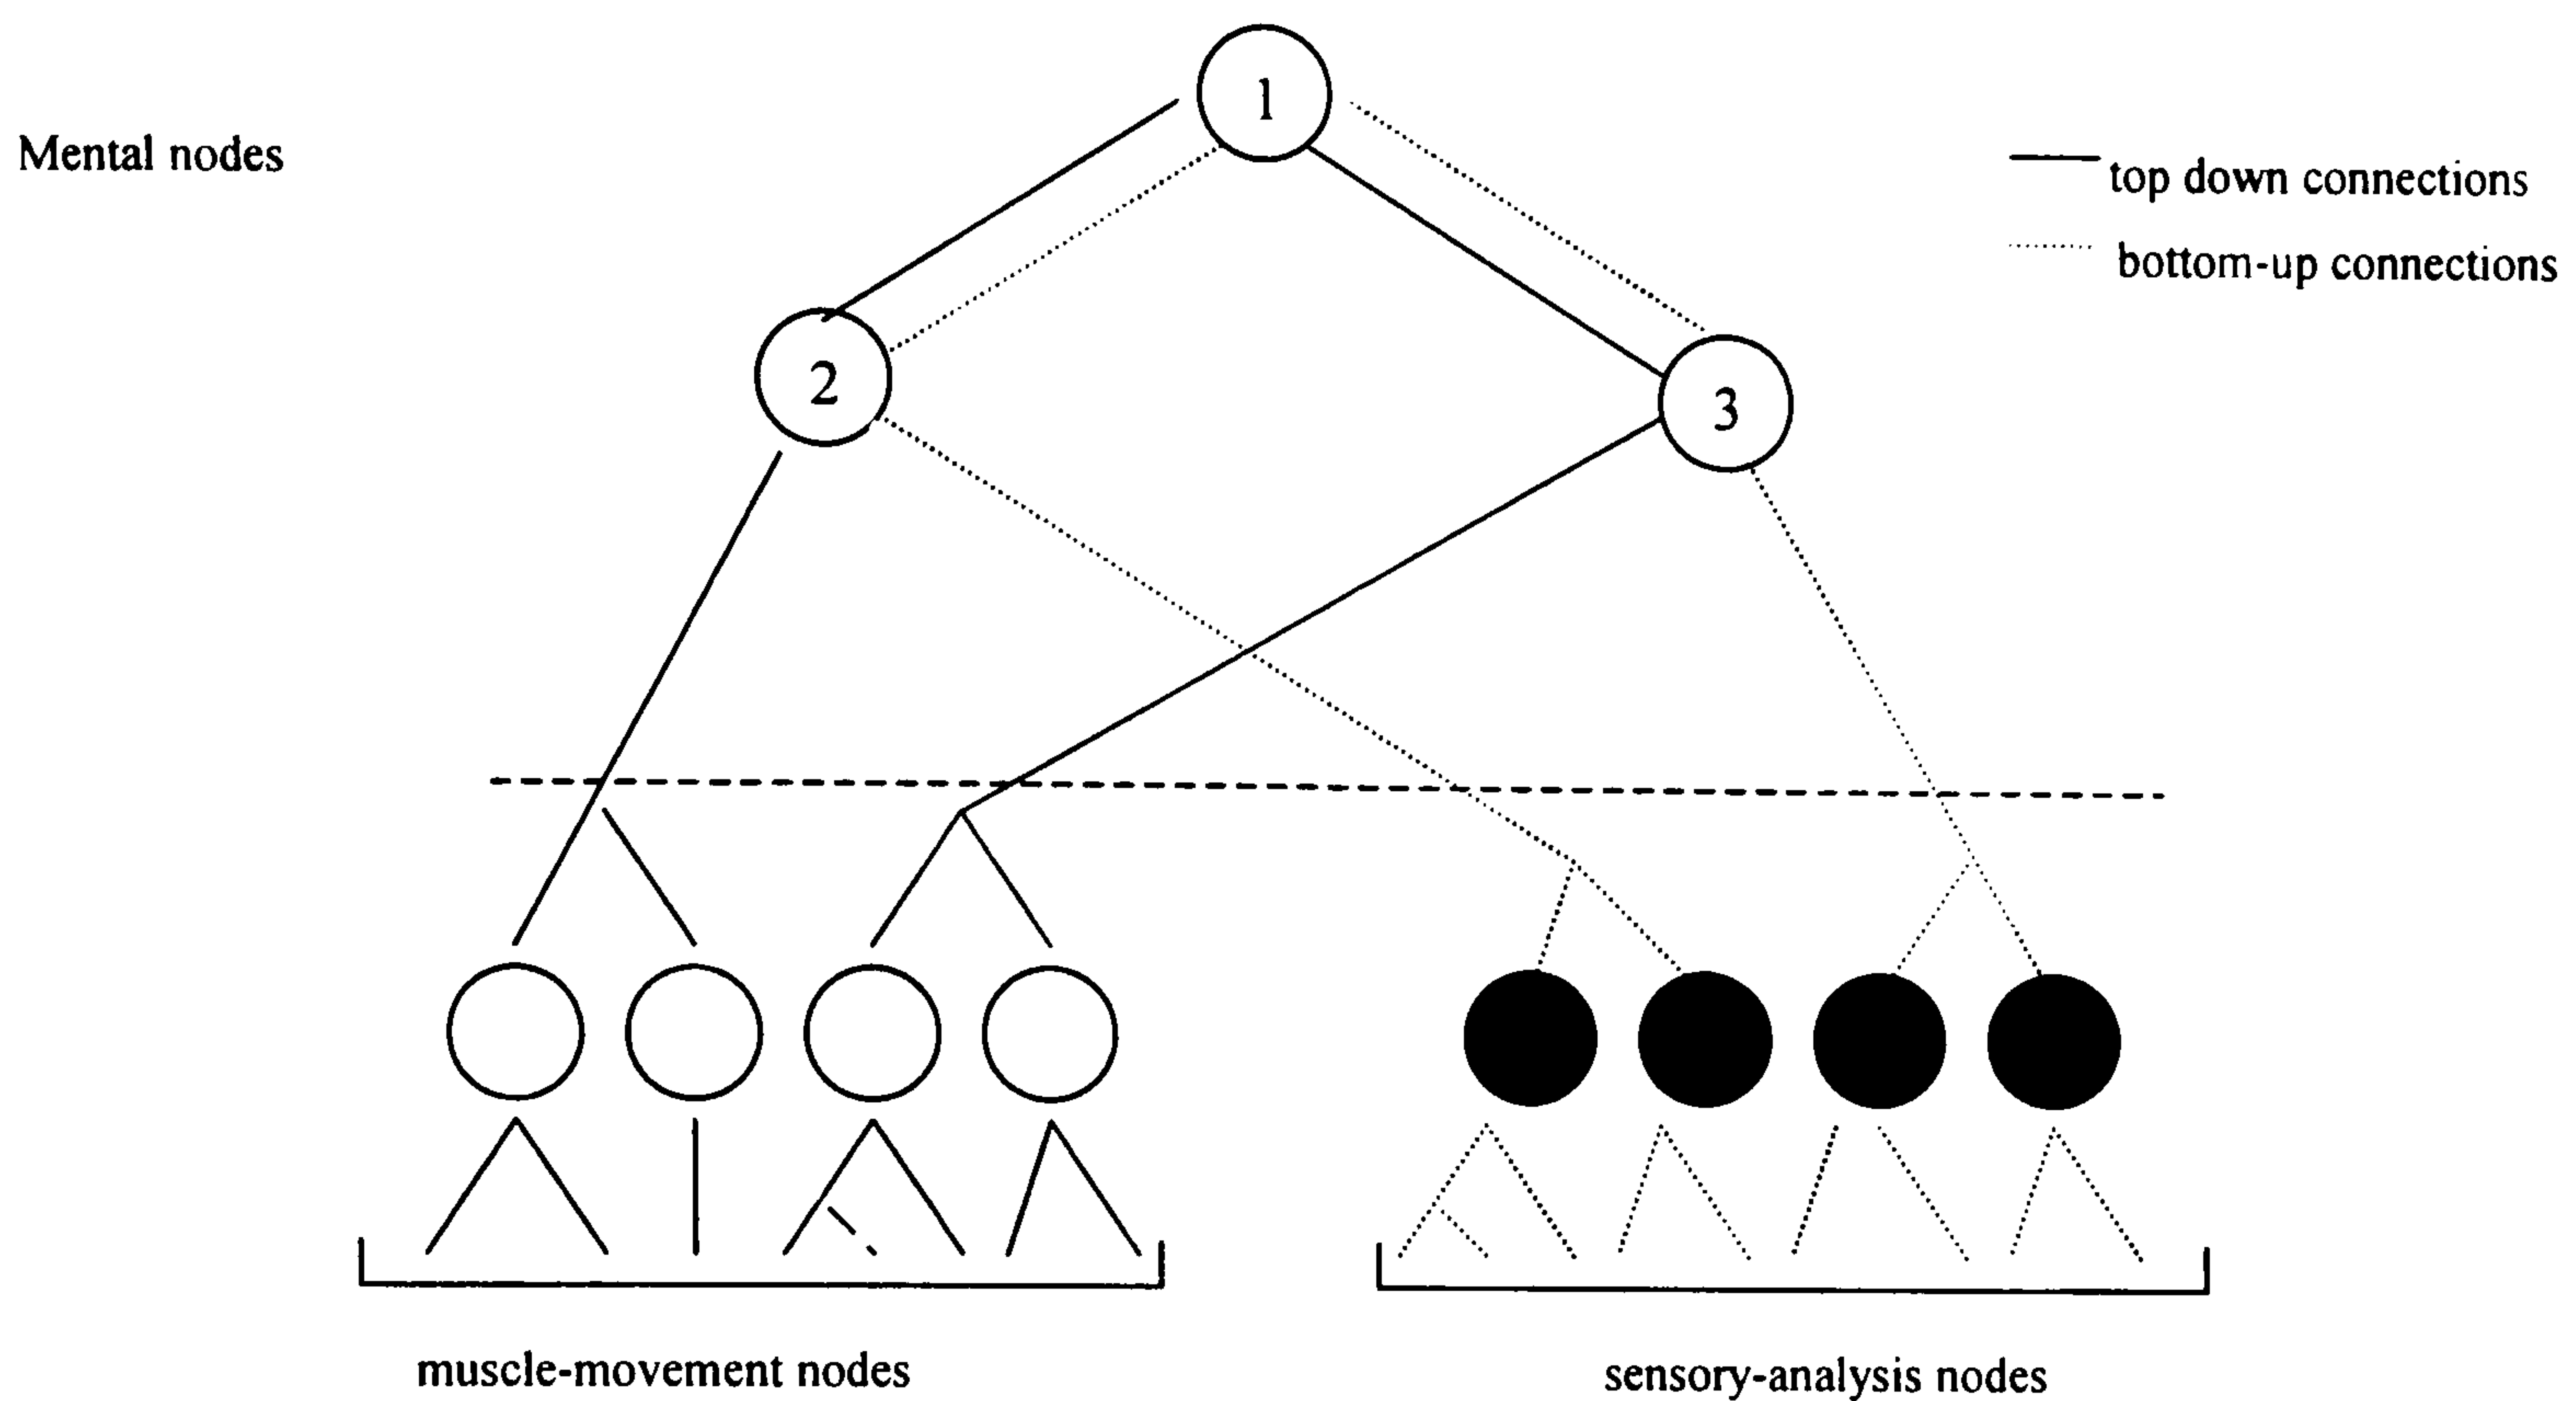 1
Mental nodes
top down connections
bottom-up connections
2
3
muscle-movement nodes
sensory-analysis nodes